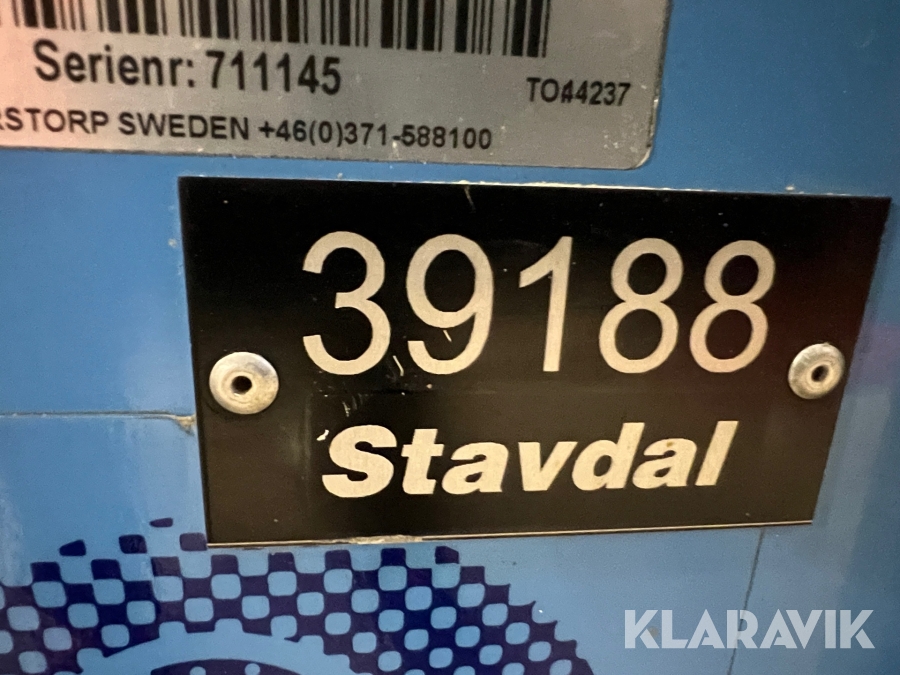 Serienr: 711145
TO44237
RSTORP SWEDEN +46(0)371-588100
39188
Stavdal
KLARAVIK